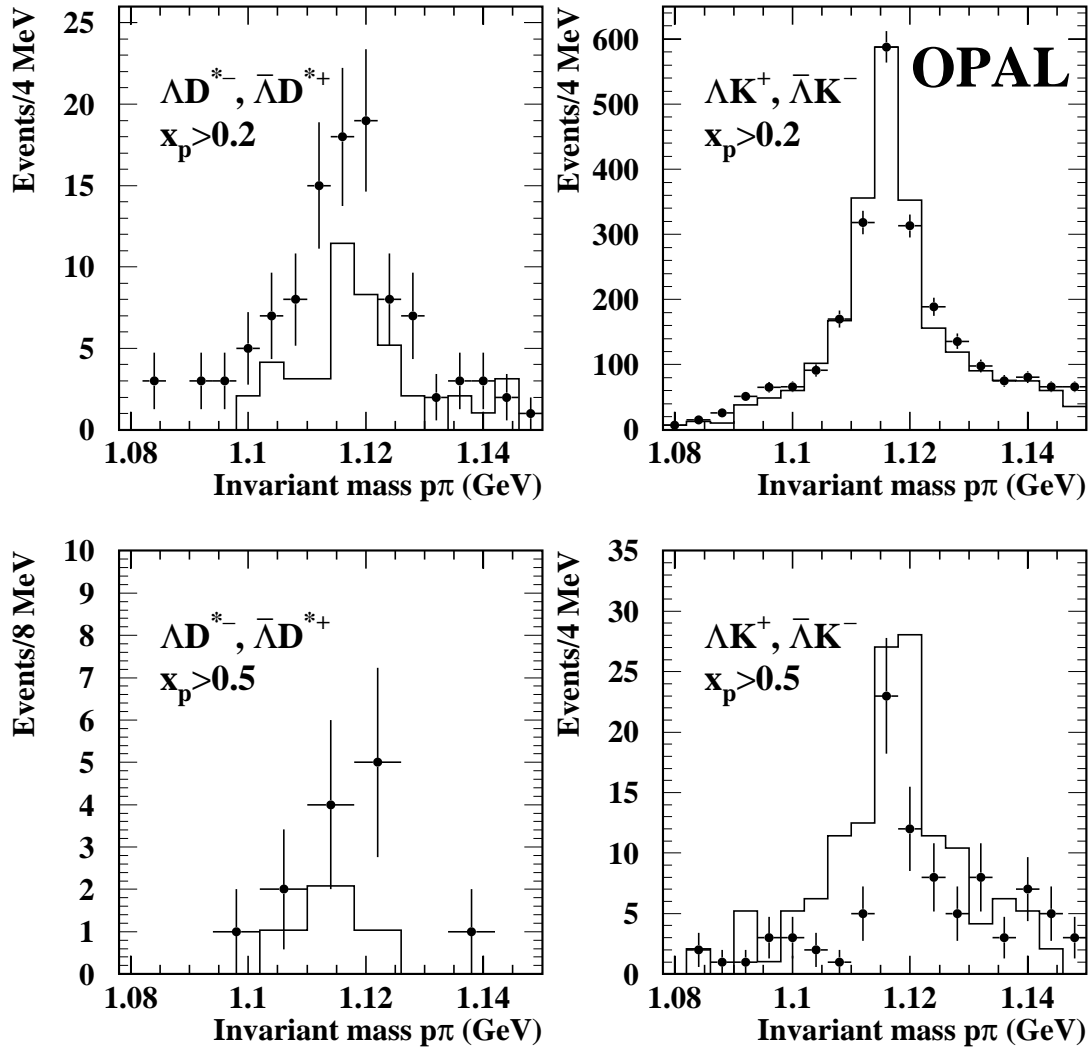 Events/4 MeV
25
20
15
10
5
0
ΛD*−, Λ̄D*+
xp>0.2
1.08
1.1
1.12
1.14
Invariant mass pπ (GeV)
Events/4 MeV
600
500
400
300
200
100
0
OPAL
ΛK+, Λ̄K−
xp>0.2
1.08
1.1
1.12
1.14
Invariant mass pπ (GeV)
Events/8 MeV
10
9
8
7
6
5
4
3
2
1
0
ΛD*−, Λ̄D*+
xp>0.5
1.08
1.1
1.12
1.14
Invariant mass pπ (GeV)
Events/4 MeV
35
30
25
20
15
10
5
0
ΛK+, Λ̄K−
xp>0.5
1.08
1.1
1.12
1.14
Invariant mass pπ (GeV)